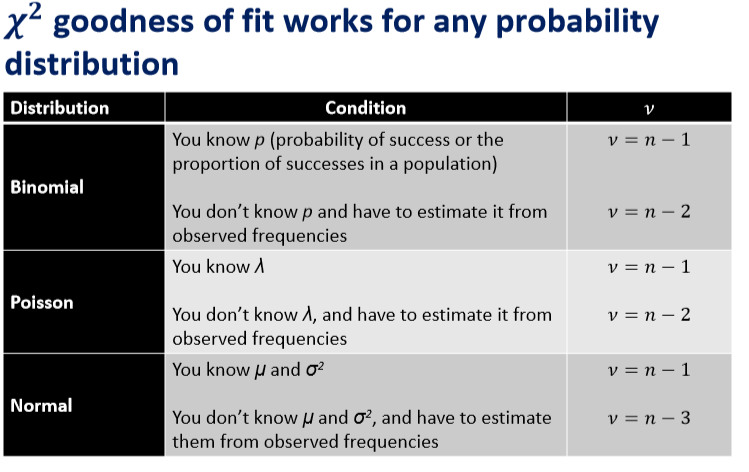 χ² goodness of fit works for any probability
distribution
Distribution Condition ν
Binomial
You know p (probability of success or the
proportion of successes in a population)
ν = n − 1
You don't know p and have to estimate it from
observed frequencies
ν = n − 2
Poisson
You know λ
ν = n − 1
You don't know λ, and have to estimate it from
observed frequencies
ν = n − 2
Normal
You know μ and σ²
ν = n − 1
You don't know μ and σ², and have to estimate
them from observed frequencies
ν = n − 3